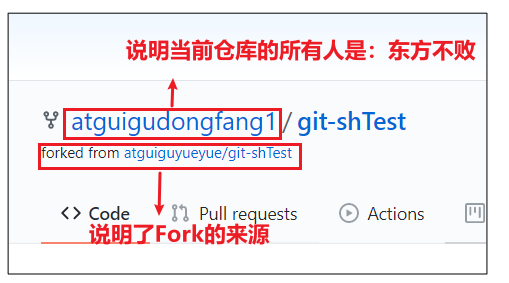 说明当前仓库的所有人是：东方不败
atguigudongfang1/git-shTest
forked from atguiguyueyue/git-shTest
Code Pull requests Actions
说明了Fork的来源